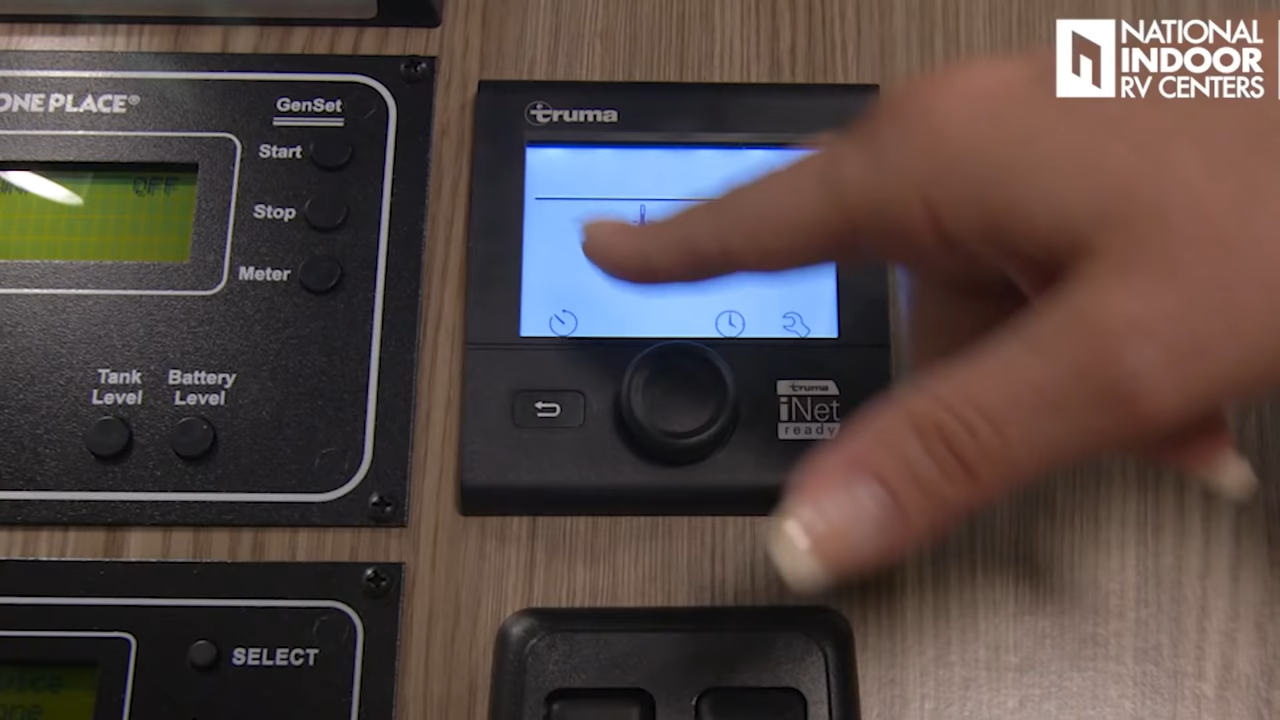 NATIONAL
INDOOR
RV CENTERS
ONE PLACE®
GenSet
Start
Stop
Meter
OFF
Tank
Level
Battery
Level
truma
truma
iNet
ready
SELECT